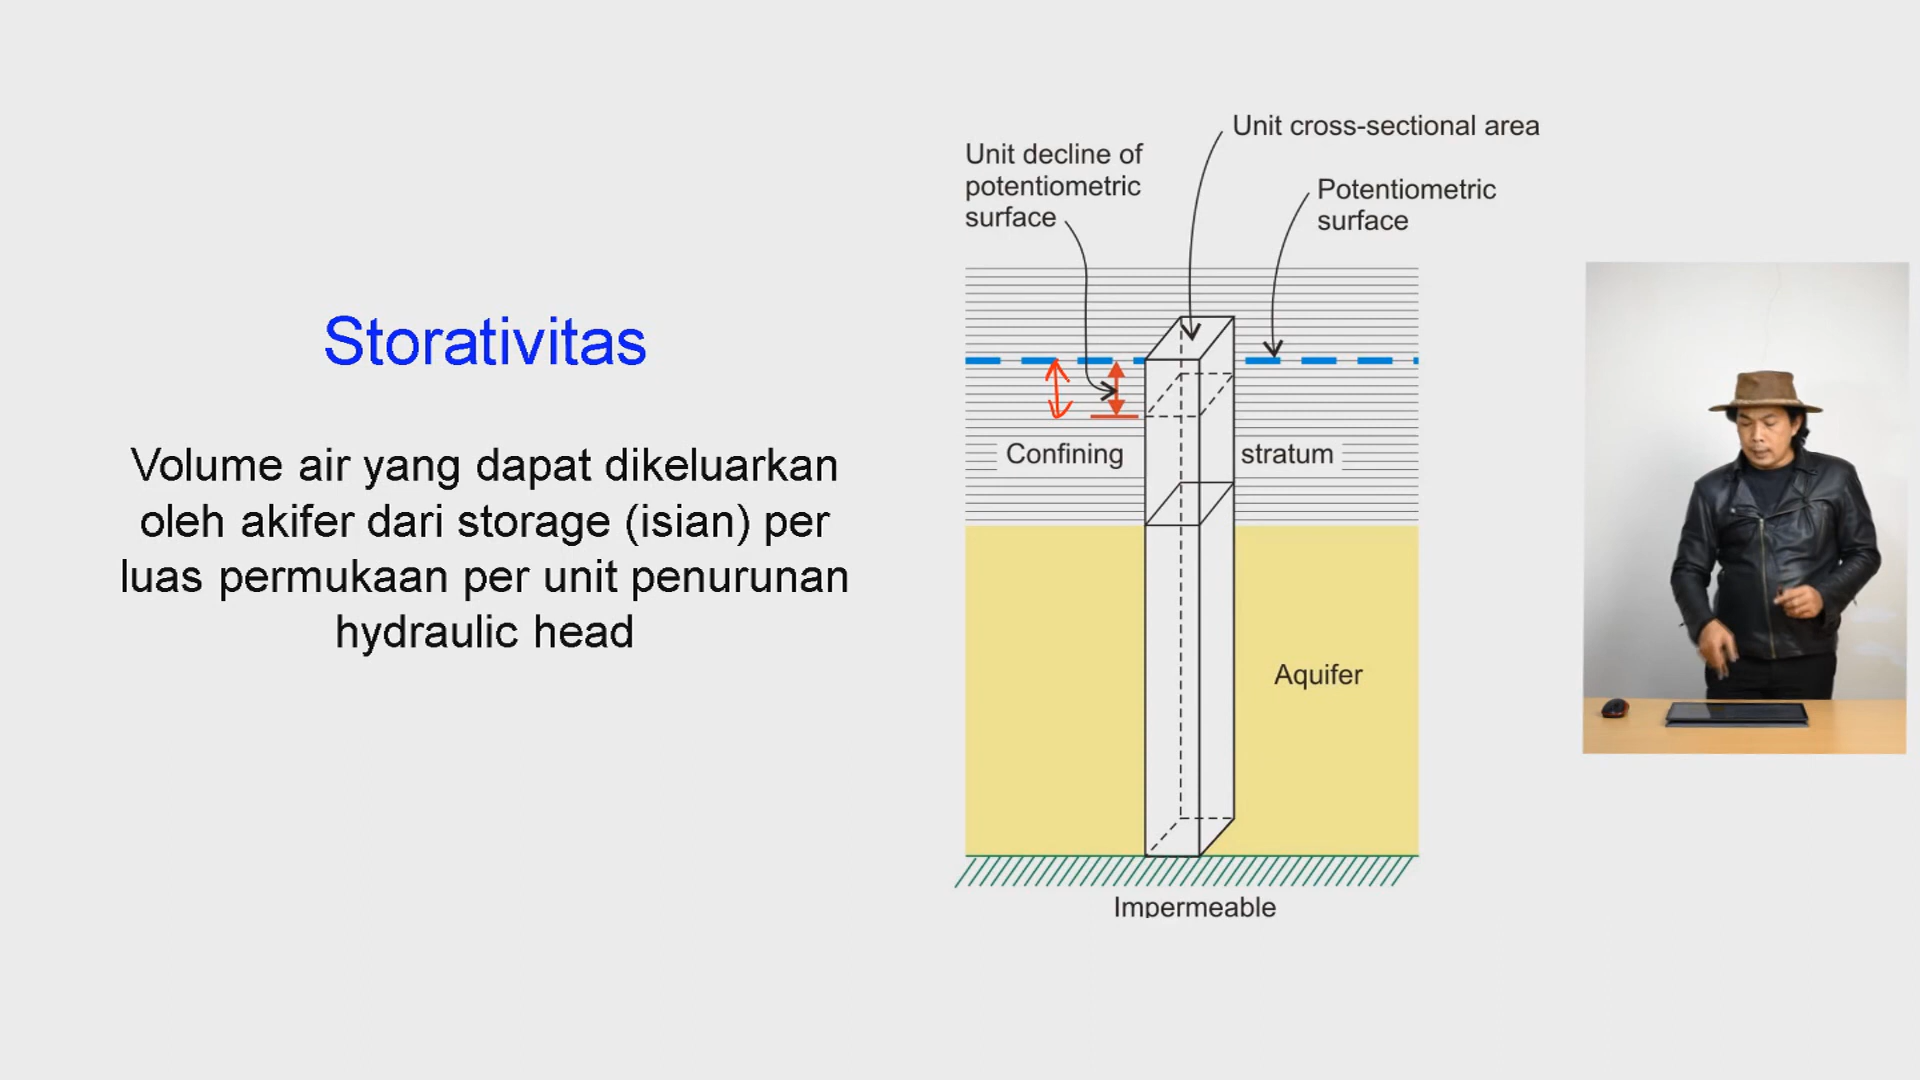 Storativitas
Volume air yang dapat dikeluarkan
oleh akifer dari storage (isian) per
luas permukaan per unit penurunan
hydraulic head
Unit cross-sectional area
Unit decline of
potentiometric
surface
Potentiometric
surface
Confining stratum
Aquifer
Impermeable